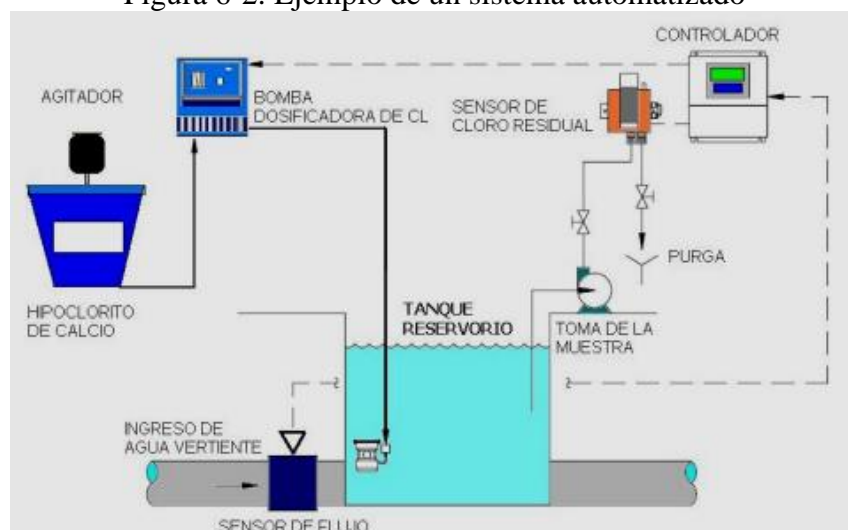 Figura 6-2. Ejemplo de un sistema automatizado
CONTROLADOR
AGITADOR
BOMBA
DOSIFICADORA DE CL
SENSOR DE
CLORO RESIDUAL
PURGA
HIPOCLORITO
DE CALCIO
TANQUE
RESERVORIO
TOMA DE LA
MUESTRA
INGRESO DE
AGUA VERTIENTE
SENSOR DE FLUJO